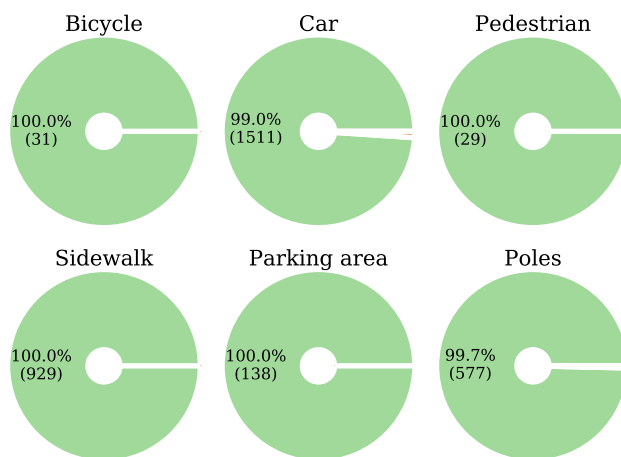 Bicycle
Car
Pedestrian
100.0%
(31)
99.0%
(1511)
100.0%
(29)
Sidewalk
Parking area
Poles
100.0%
(929)
100.0%
(138)
99.7%
(577)